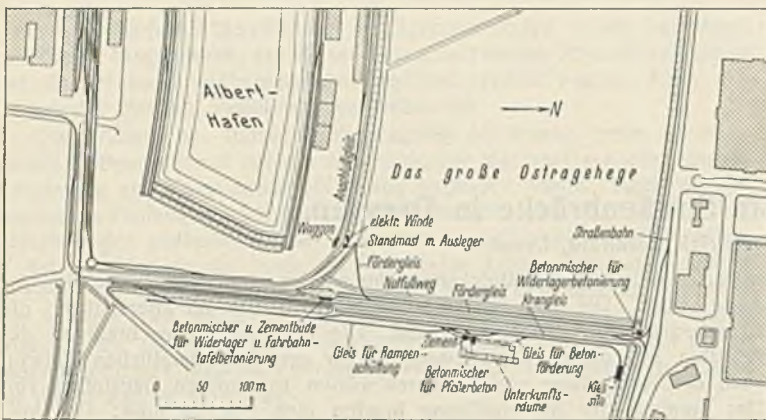 Albert-
Hafen
N
Das große Ostragehege
Anschlußgleis
Straßenbahn
Waggon
elektr. Winde
Standmast m. Ausleger
Fördergleis
Nutfußweg
Fördergleis
Betonmischer für
Widerlagerbetonierung
Krangleis
Betonmischer u. Zementbude
für Widerlager u. Fahrbahn-
tafelbetonierung
Gleis für Rampen-
schüttung
Zement
Betonmischer
für Pfeilerbeton
Gleis für Beton-
förderung
Unterkunfts-
räume
Kies-
silo
0 50 100 m.